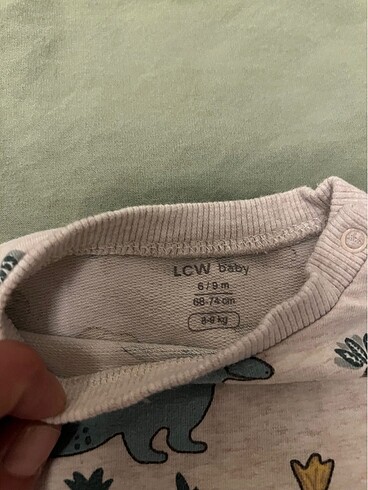 LCW baby
6 / 9 m
68-74 cm
8-9 kg